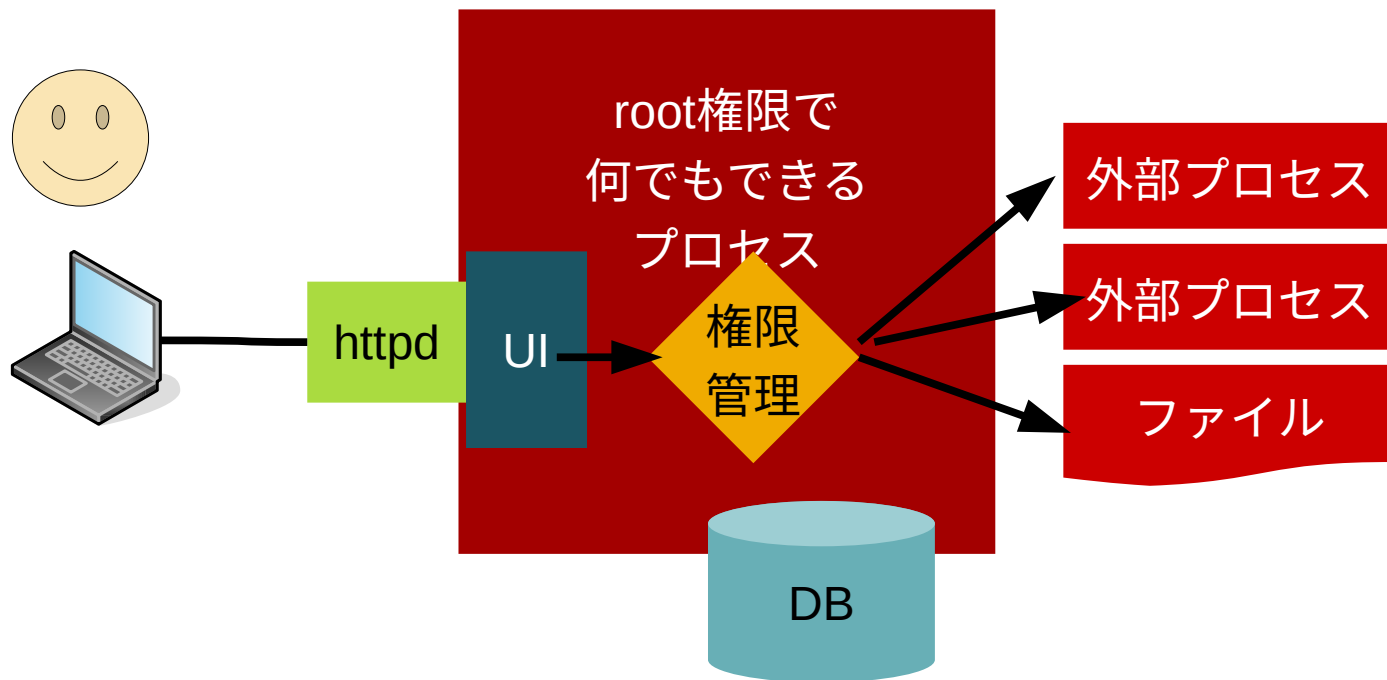 root権限で
何でもできる
プロセス
httpd
UI
権限
管理
外部プロセス
外部プロセス
ファイル
DB